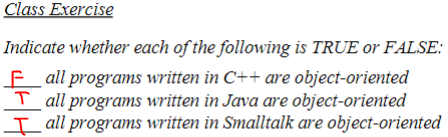 Class Exercise
Indicate whether each of the following is TRUE or FALSE:
F all programs written in C++ are object-oriented
T all programs written in Java are object-oriented
T all programs written in Smalltalk are object-oriented